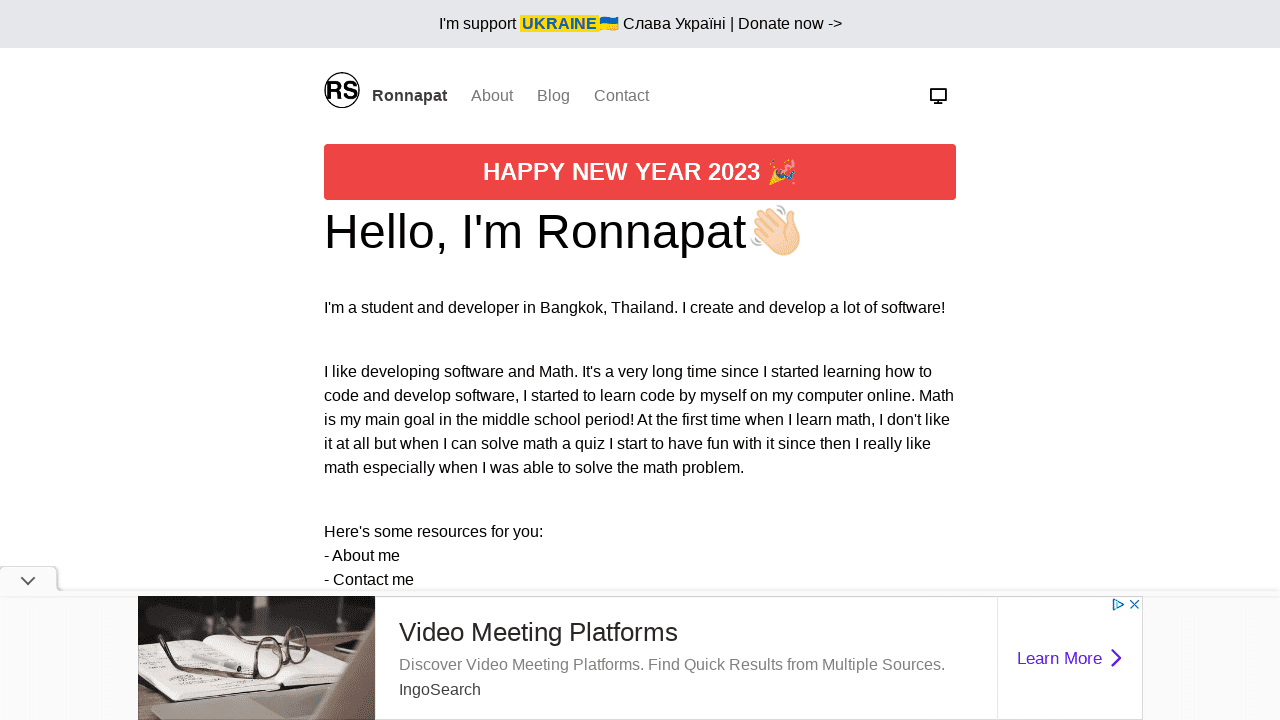 I'm support UKRAINE🇺🇦 Слава Україні | Donate now ->
RS Ronnapat About Blog Contact
HAPPY NEW YEAR 2023 🎉
Hello, I'm Ronnapat👋🏻
I'm a student and developer in Bangkok, Thailand. I create and develop a lot of software!
I like developing software and Math. It's a very long time since I started learning how to
code and develop software, I started to learn code by myself on my computer online. Math
is my main goal in the middle school period! At the first time when I learn math, I don't like
it at all but when I can solve math a quiz I start to have fun with it since then I really like
math especially when I was able to solve the math problem.
Here's some resources for you:
- About me
- Contact me
Video Meeting Platforms
Discover Video Meeting Platforms. Find Quick Results from Multiple Sources.
IngoSearch
Learn More